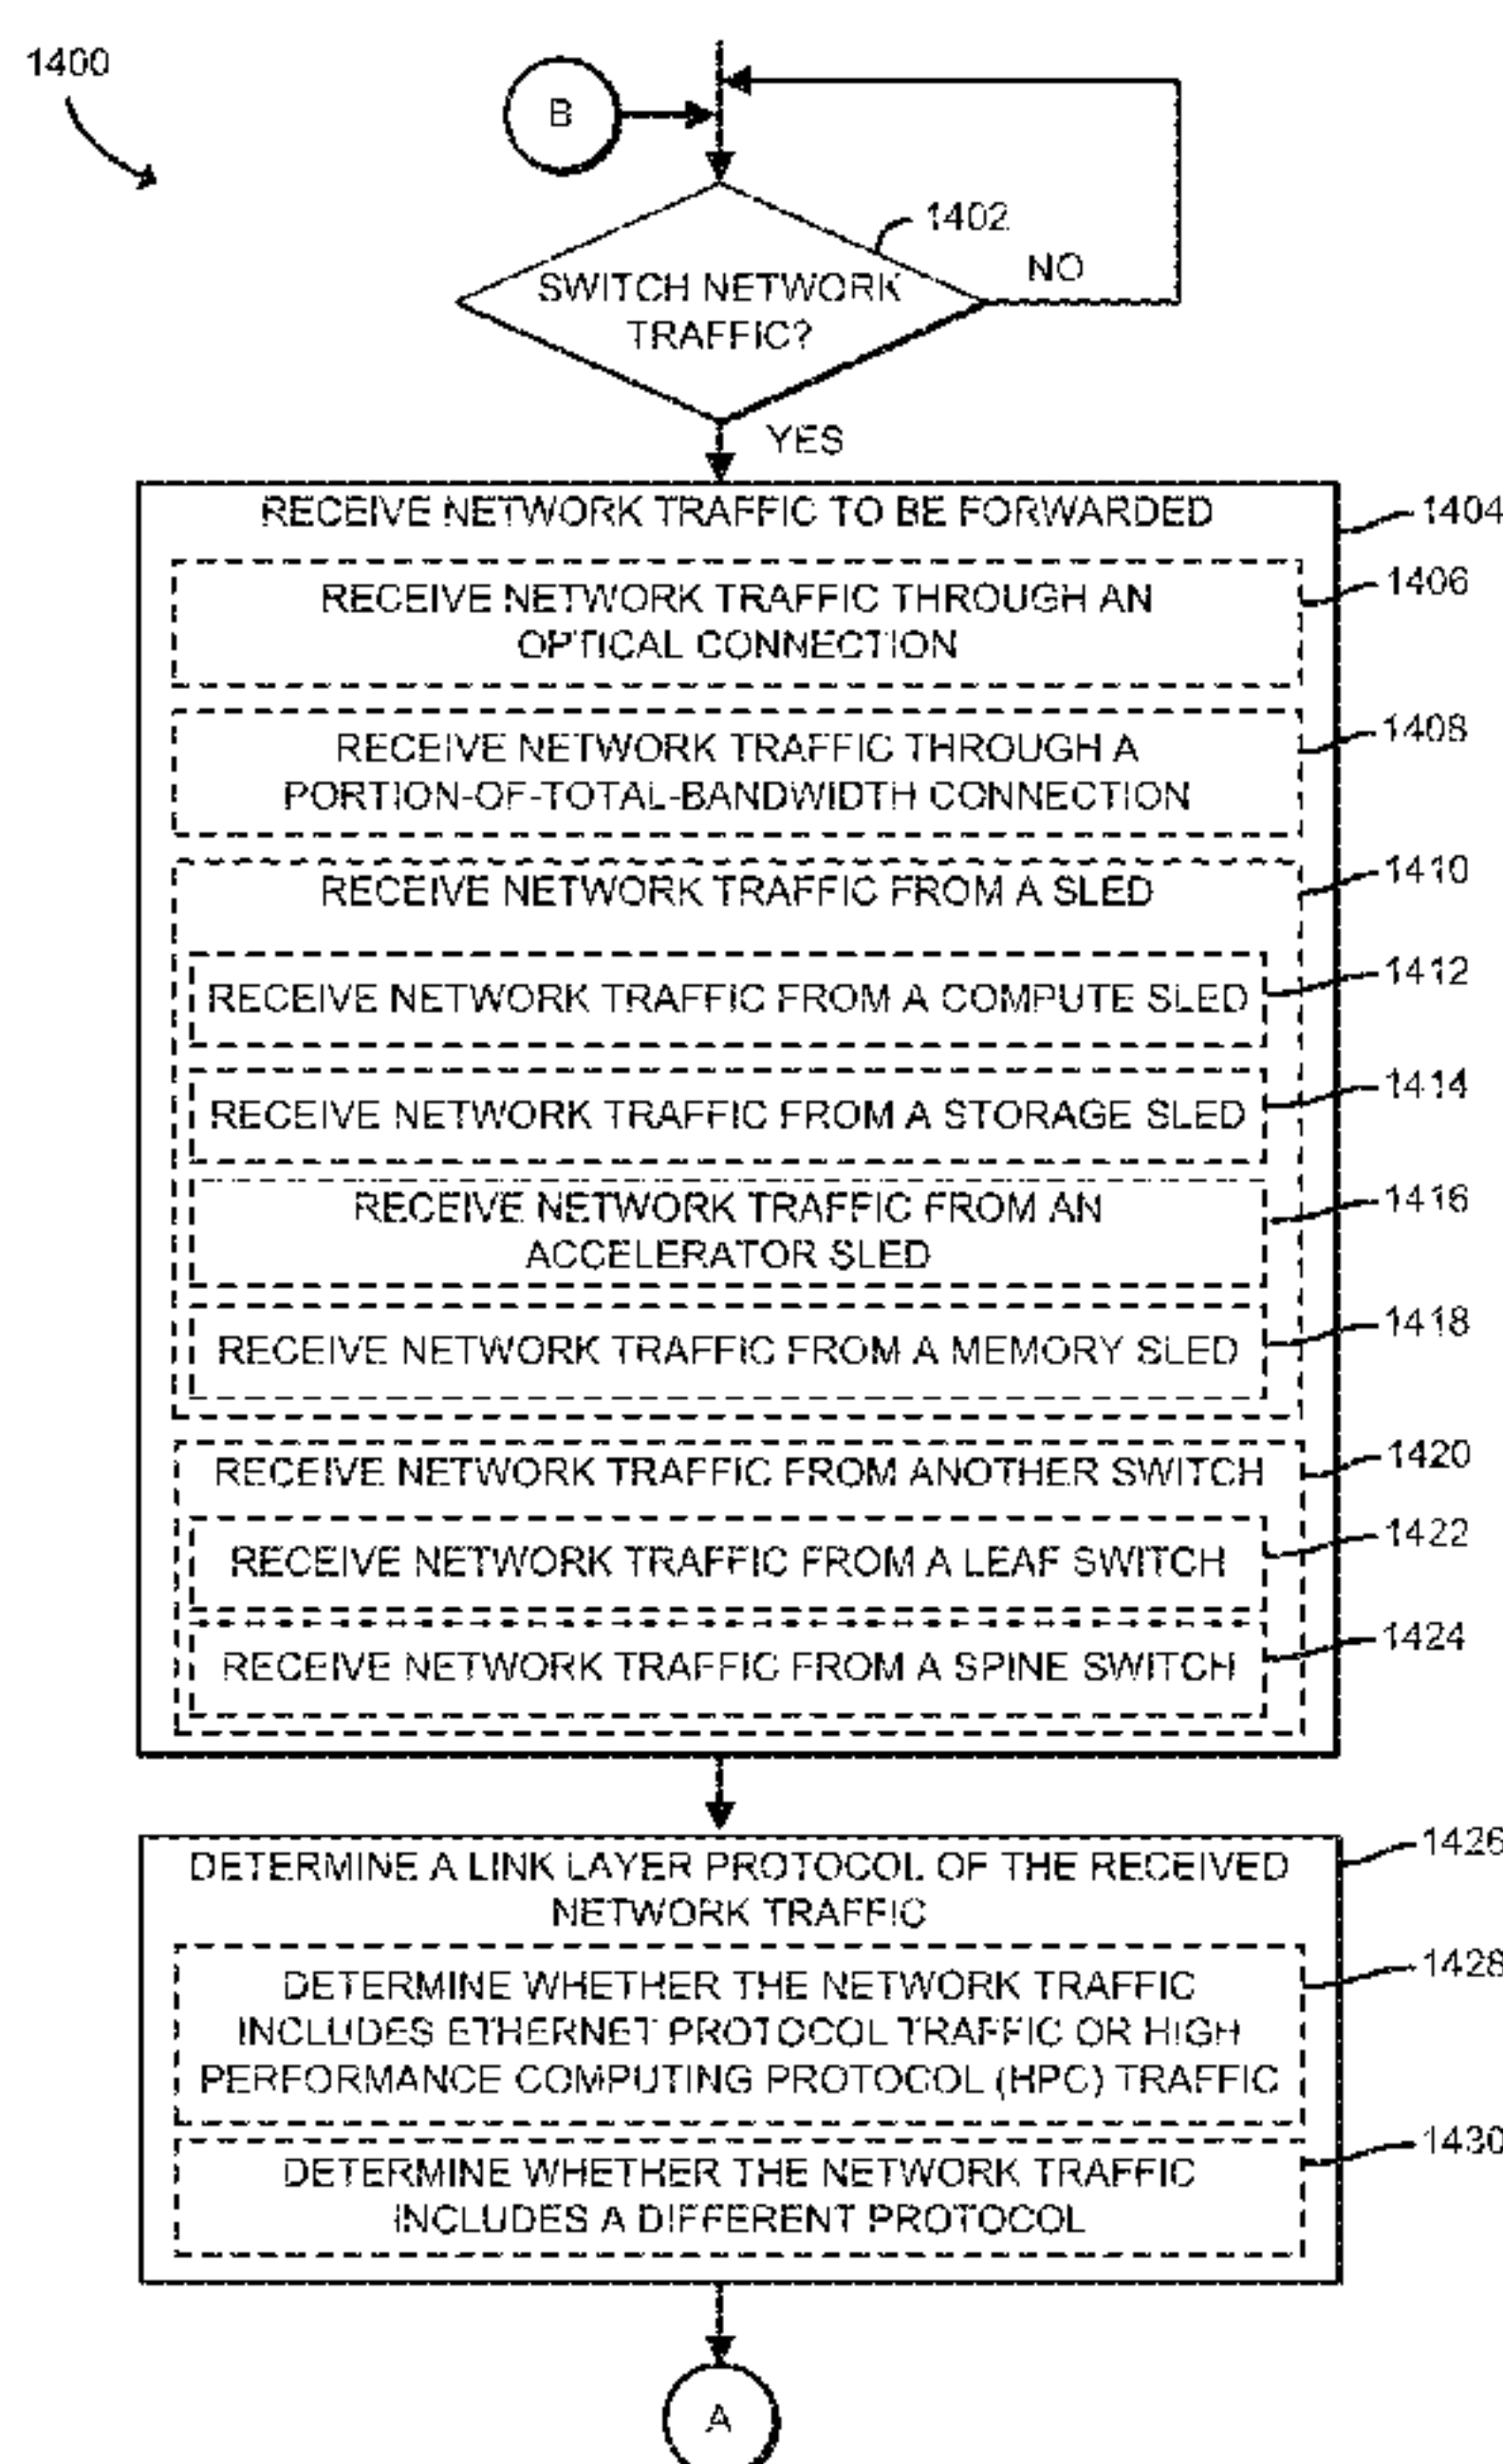 1400
B
1402
SWITCH NETWORK
TRAFFIC?
NO
YES
RECEIVE NETWORK TRAFFIC TO BE FORWARDED
1404
RECEIVE NETWORK TRAFFIC THROUGH AN
OPTICAL CONNECTION
1406
RECEIVE NETWORK TRAFFIC THROUGH A
PORTION-OF-TOTAL-BANDWIDTH CONNECTION
1408
RECEIVE NETWORK TRAFFIC FROM A SLED
1410
RECEIVE NETWORK TRAFFIC FROM A COMPUTE SLED
1412
RECEIVE NETWORK TRAFFIC FROM A STORAGE SLED
1414
RECEIVE NETWORK TRAFFIC FROM AN
ACCELERATOR SLED
1416
RECEIVE NETWORK TRAFFIC FROM A MEMORY SLED
1418
RECEIVE NETWORK TRAFFIC FROM ANOTHER SWITCH
1420
RECEIVE NETWORK TRAFFIC FROM A LEAF SWITCH
1422
RECEIVE NETWORK TRAFFIC FROM A SPINE SWITCH
1424
DETERMINE A LINK LAYER PROTOCOL OF THE RECEIVED
NETWORK TRAFFIC
1426
DETERMINE WHETHER THE NETWORK TRAFFIC
INCLUDES ETHERNET PROTOCOL TRAFFIC OR HIGH
PERFORMANCE COMPUTING PROTOCOL (HPC) TRAFFIC
1428
DETERMINE WHETHER THE NETWORK TRAFFIC
INCLUDES A DIFFERENT PROTOCOL
1430
A